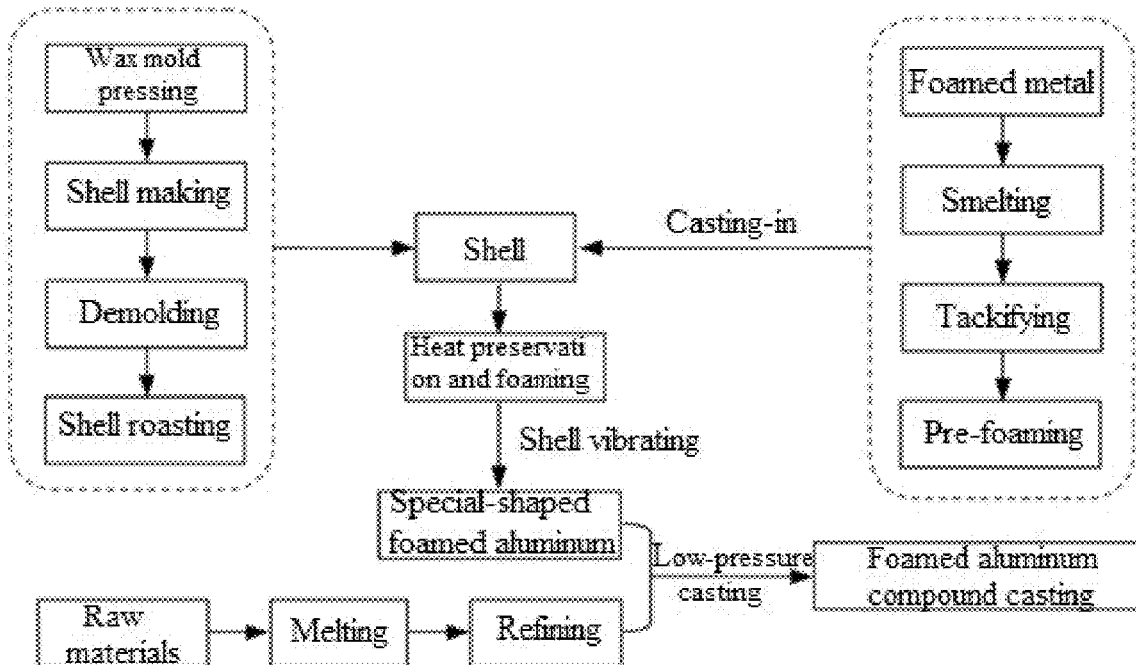 Wax mold
pressing
Shell making
Demolding
Shell roasting
Shell
Heat preservati
on and foaming
Shell vibrating
Special-shaped
foamed aluminum
Casting-in
Foamed metal
Smelting
Tackifying
Pre-foaming
Raw
materials
Melting
Refining
Low-pressure
casting
Foamed aluminum
compound casting